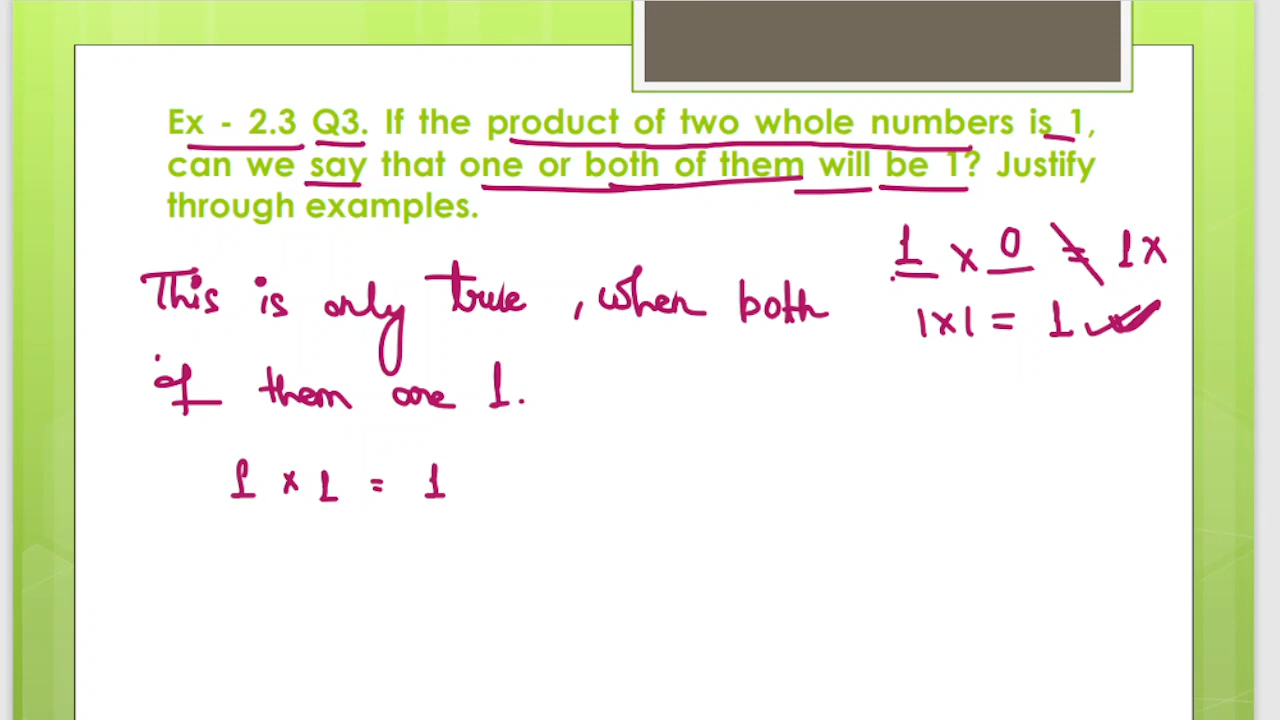 Ex - 2.3 Q3. If the product of two whole numbers is 1,
can we say that one or both of them will be 1? Justify
through examples.
1 × 0 ≠ 1 ×
This is only true, when both
1×1 = 1 ✓
of them are 1.
1 × 1 = 1